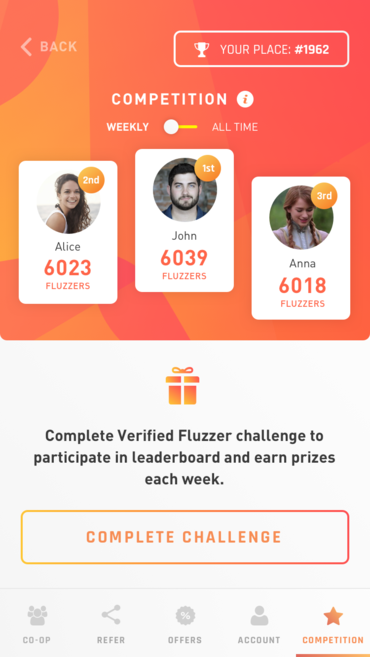 BACK
YOUR PLACE: #1962
COMPETITION i
WEEKLY ALL TIME
2nd
Alice
6023
FLUZZERS
1st
John
6039
FLUZZERS
3rd
Anna
6018
FLUZZERS
Complete Verified Fluzzer challenge to
participate in leaderboard and earn prizes
each week.
COMPLETE CHALLENGE
CO-OP REFER OFFERS ACCOUNT COMPETITION